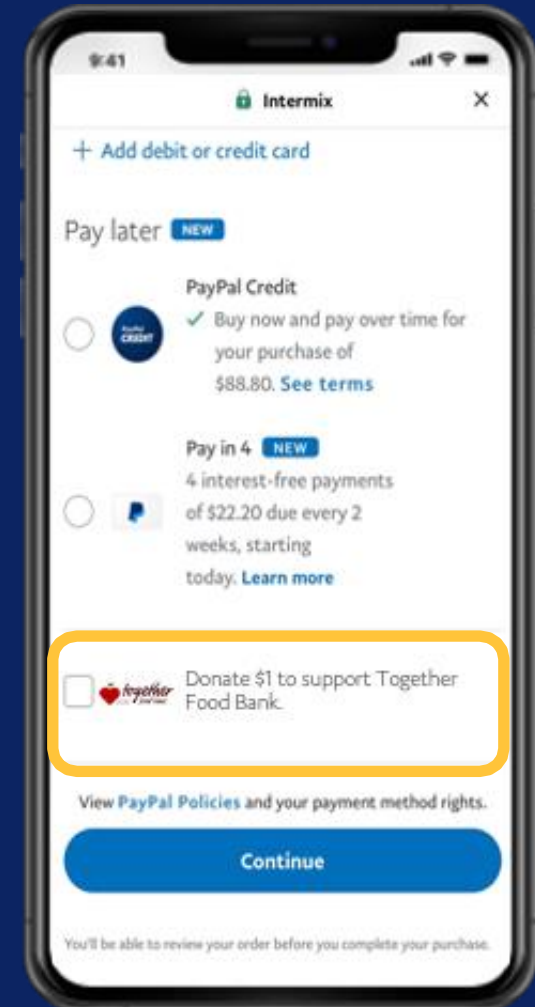 9:41
Intermix
+ Add debit or credit card
Pay later NEW
PayPal Credit
PayPal
CREDIT
✓ Buy now and pay over time for
your purchase of
$88.80. See terms
Pay in 4 NEW
4 interest-free payments
of $22.20 due every 2
weeks, starting
today. Learn more
together
Donate $1 to support Together
Food Bank.
View PayPal Policies and your payment method rights.
Continue
You'll be able to review your order before you complete your purchase.